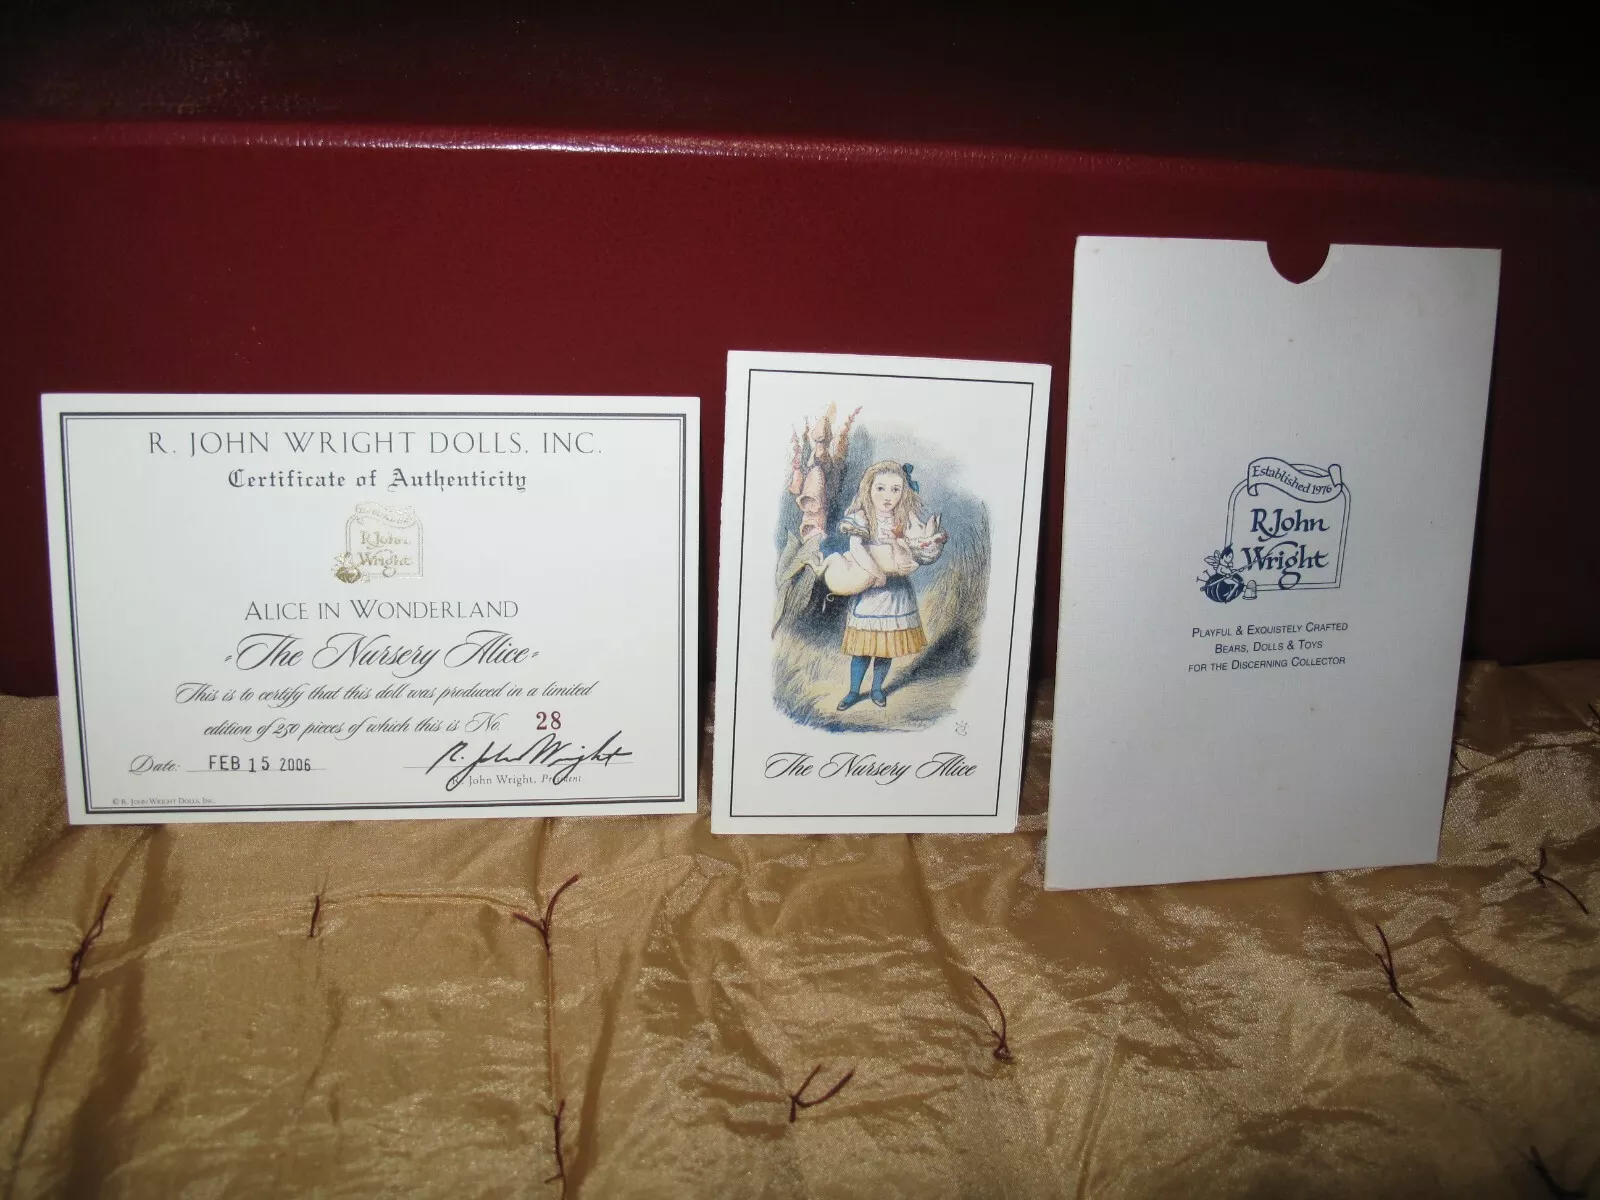 R. JOHN WRIGHT DOLLS, INC.
Certificate of Authenticity
R. John
Wright
ALICE IN WONDERLAND
The Nursery Alice
This is to certify that this doll was produced in a limited
edition of 250 pieces of which this is No. 28
Date: FEB 15 2006
R. John Wright
R. John Wright, President
© R. JOHN WRIGHT DOLLS, INC.
The Nursery Alice
Established 1976
R. John
Wright
PLAYFUL & EXQUISITELY CRAFTED
BEARS, DOLLS & TOYS
FOR THE DISCERNING COLLECTOR